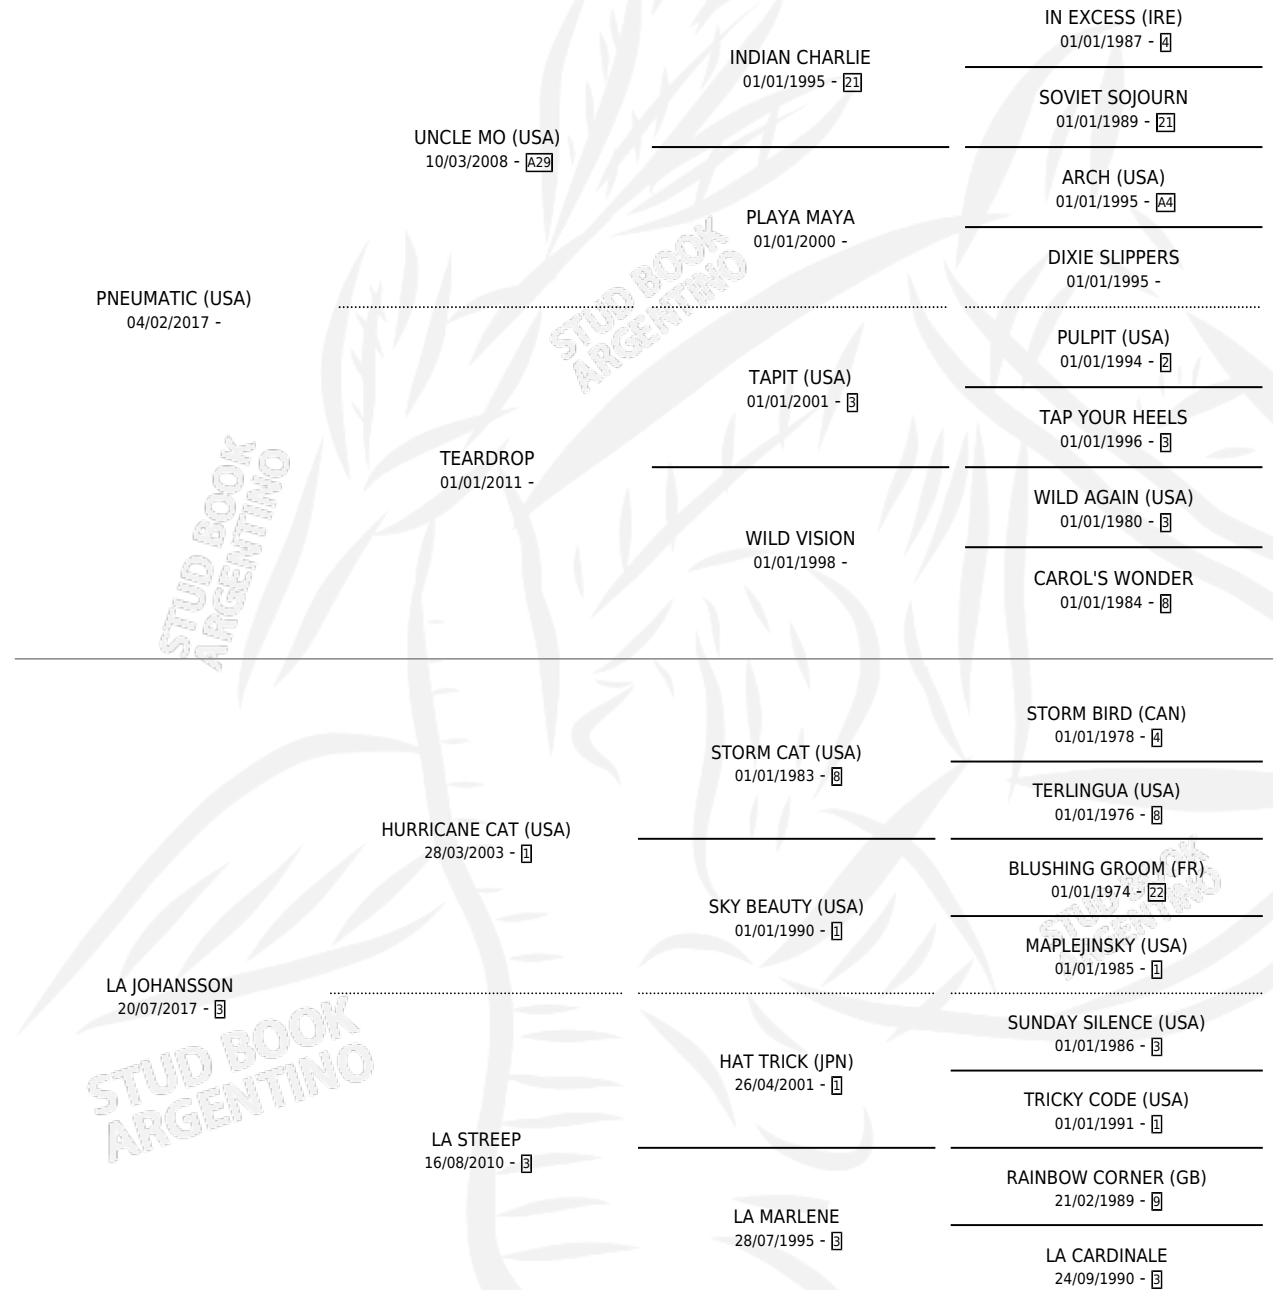 IN EXCESS (IRE)
01/01/1987 - 4
INDIAN CHARLIE
01/01/1995 - 21
SOVIET SOJOURN
01/01/1989 - 21
UNCLE MO (USA)
10/03/2008 - A29
ARCH (USA)
01/01/1995 - A4
PLAYA MAYA
01/01/2000 -
DIXIE SLIPPERS
01/01/1995 -
PNEUMATIC (USA)
04/02/2017 -
PULPIT (USA)
01/01/1994 - 2
TAPIT (USA)
01/01/2001 - 3
TAP YOUR HEELS
01/01/1996 - 3
TEARDROP
01/01/2011 -
WILD AGAIN (USA)
01/01/1980 - 3
WILD VISION
01/01/1998 -
CAROL'S WONDER
01/01/1984 - 8
STORM BIRD (CAN)
01/01/1978 - 4
STORM CAT (USA)
01/01/1983 - 8
TERLINGUA (USA)
01/01/1976 - 8
HURRICANE CAT (USA)
28/03/2003 - 1
BLUSHING GROOM (FR)
01/01/1974 - 22
SKY BEAUTY (USA)
01/01/1990 - 1
MAPLEJINSKY (USA)
01/01/1985 - 1
LA JOHANSSON
20/07/2017 - 3
SUNDAY SILENCE (USA)
01/01/1986 - 3
HAT TRICK (JPN)
26/04/2001 - 1
TRICKY CODE (USA)
01/01/1991 - 1
LA STREEP
16/08/2010 - 3
RAINBOW CORNER (GB)
21/02/1989 - 9
LA MARLENE
28/07/1995 - 3
LA CARDINALE
24/09/1990 - 3
STUD BOOK
ARGENTINO
STUD BOOK
ARGENTINO
STUD BOOK
ARGENTINO
STUD BOOK
ARGENTINO